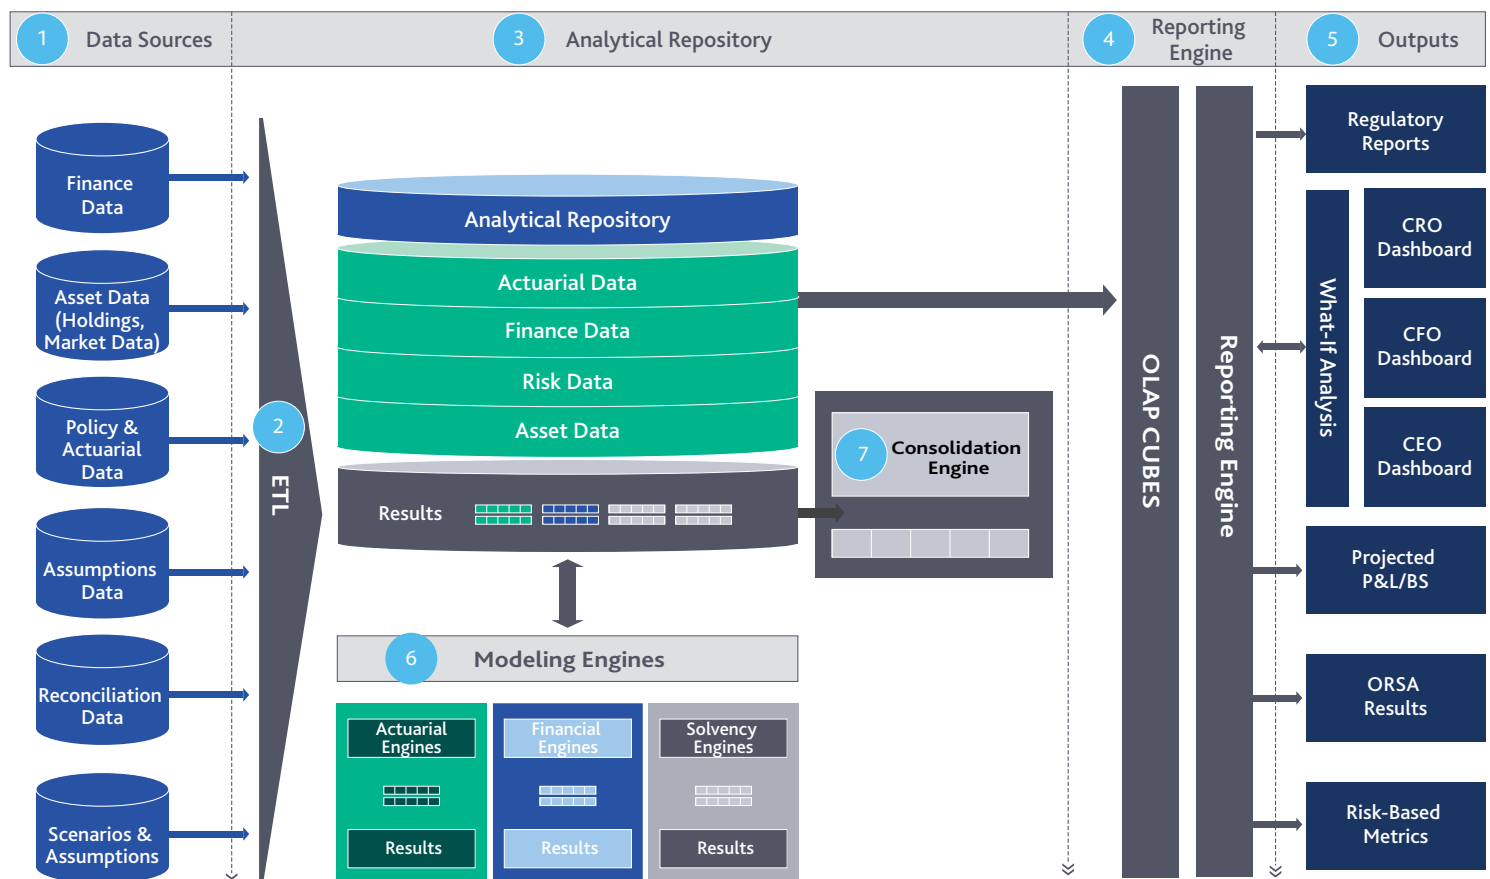 1
Data Sources
3
Analytical Repository
4
Reporting
Engine
5
Outputs
Finance
Data
Asset Data
(Holdings,
Market Data)
Policy &
Actuarial
Data
Assumptions
Data
Reconciliation
Data
Scenarios &
Assumptions
2
ETL
Analytical Repository
Actuarial Data
Finance Data
Risk Data
Asset Data
Results
7
Consolidation
Engine
6
Modeling Engines
Actuarial
Engines
Results
Financial
Engines
Results
Solvency
Engines
Results
OLAP CUBES
Reporting Engine
Regulatory
Reports
What-If Analysis
CRO
Dashboard
CFO
Dashboard
CEO
Dashboard
Projected
P&L/BS
ORSA
Results
Risk-Based
Metrics